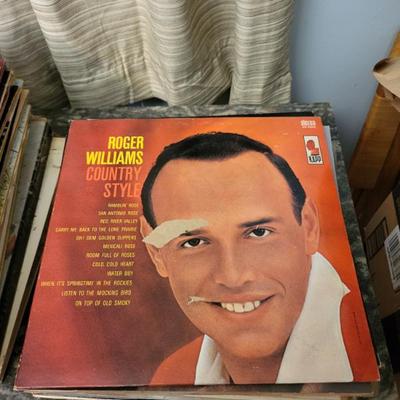 stereo
ROGER
WILLIAMS
COUNTRY
STYLE
KAPP
RAMBLIN' ROSE
SAN ANTONIO ROSE
RED RIVER VALLEY
CARRY ME BACK TO THE LONE PRAIRIE
OH! DEM GOLDEN SLIPPERS
MEXICALI ROSE
ROOM FULL OF ROSES
COLD, COLD HEART
WATER BOY
WHEN IT'S SPRINGTIME IN THE ROCKIES
LISTEN TO THE MOCKING BIRD
ON TOP OF OLD SMOKY